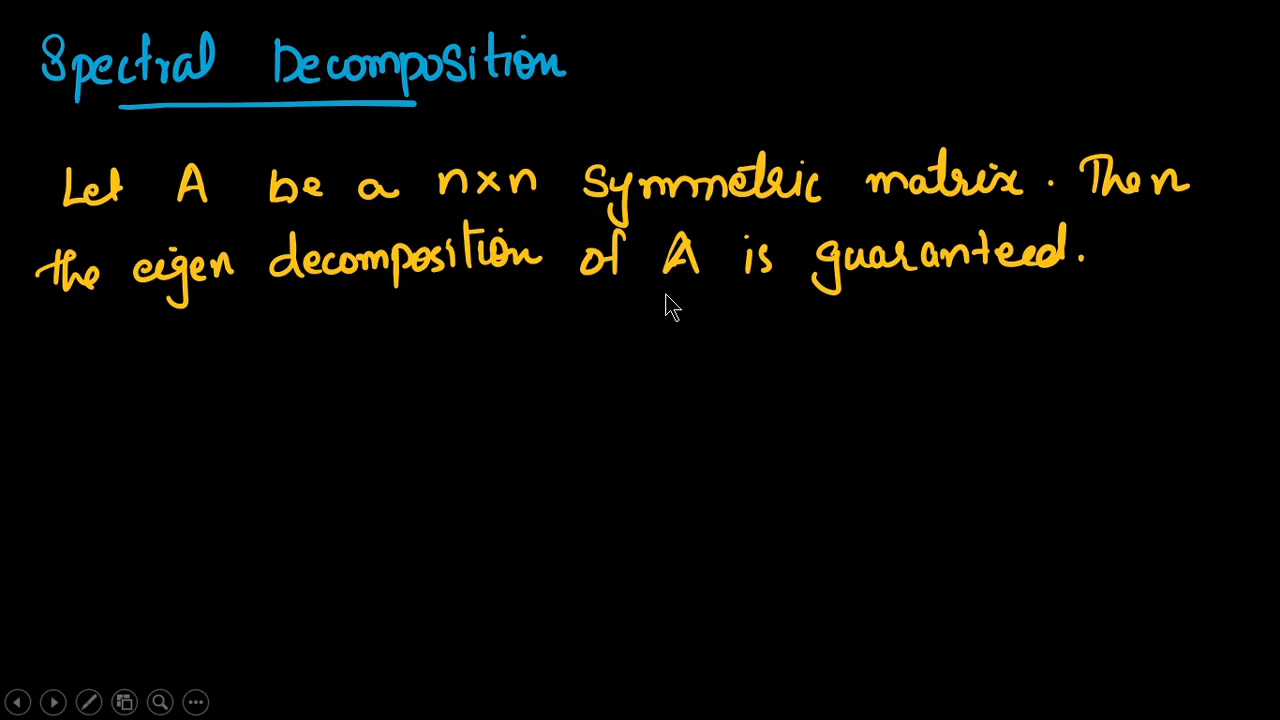 Spectral Decomposition
Let A be a n×n symmetric matrix. Then
the eigen decomposition of A is guaranteed.